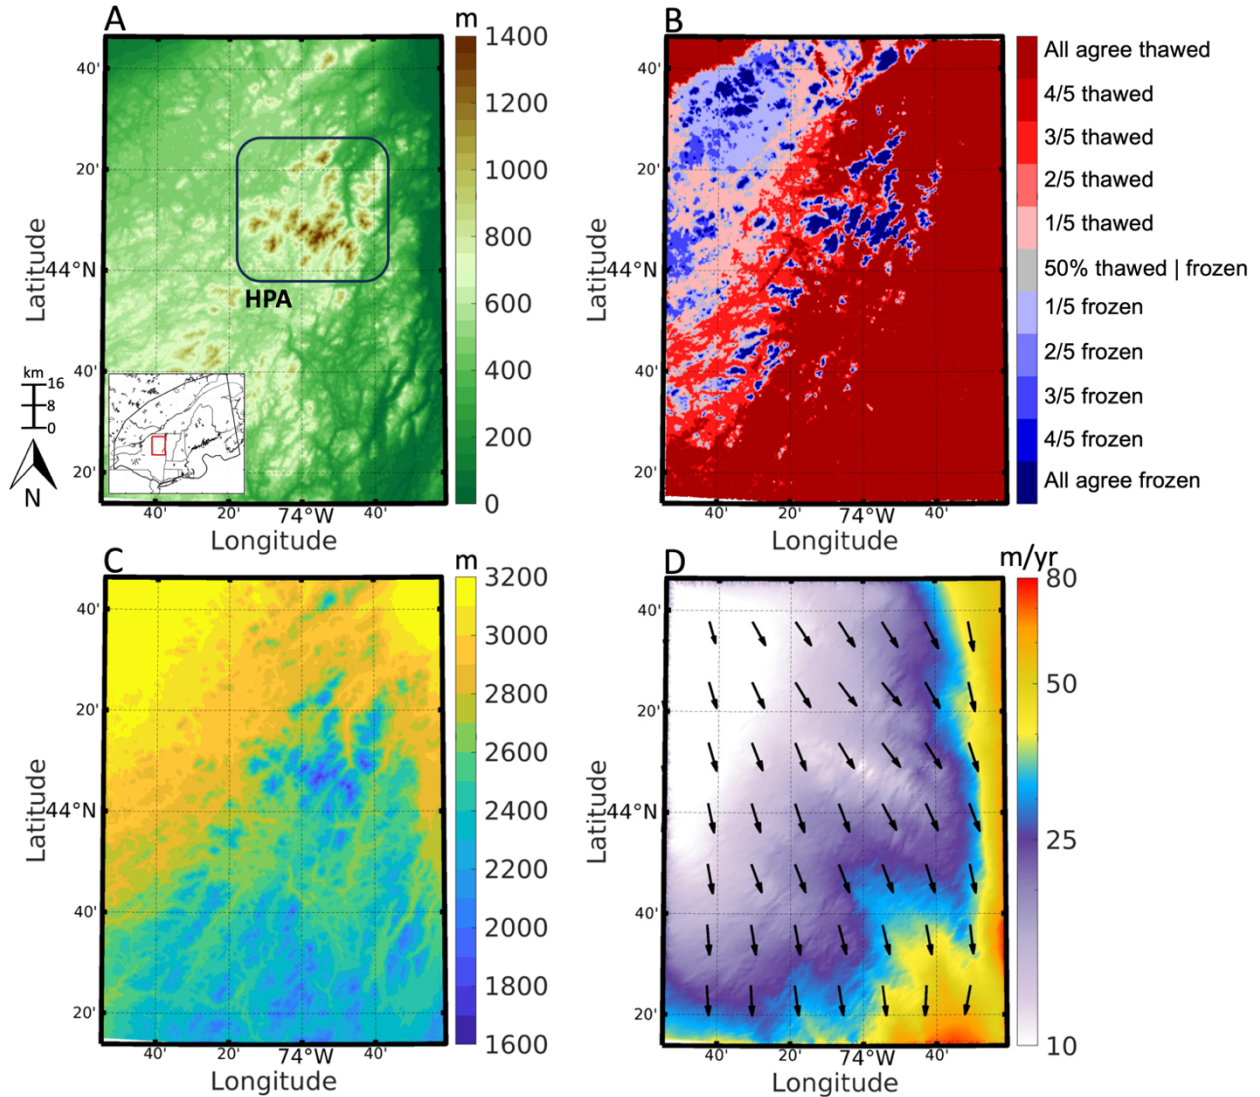 A
m
1400
1200
1000
800
600
400
200
0
40'
20'
44°N
40'
20'
Latitude
HPA
km
16
8
0
N
40'
20'
74°W
40'
Longitude
B
40'
20'
44°N
40'
20'
Latitude
40'
20'
74°W
40'
Longitude
All agree thawed
4/5 thawed
3/5 thawed
2/5 thawed
1/5 thawed
50% thawed | frozen
1/5 frozen
2/5 frozen
3/5 frozen
4/5 frozen
All agree frozen
C
m
3200
3000
2800
2600
2400
2200
2000
1800
1600
40'
20'
44°N
40'
20'
Latitude
40'
20'
74°W
40'
Longitude
D
m/yr
80
50
25
10
40'
20'
44°N
40'
20'
Latitude
40'
20'
74°W
40'
Longitude